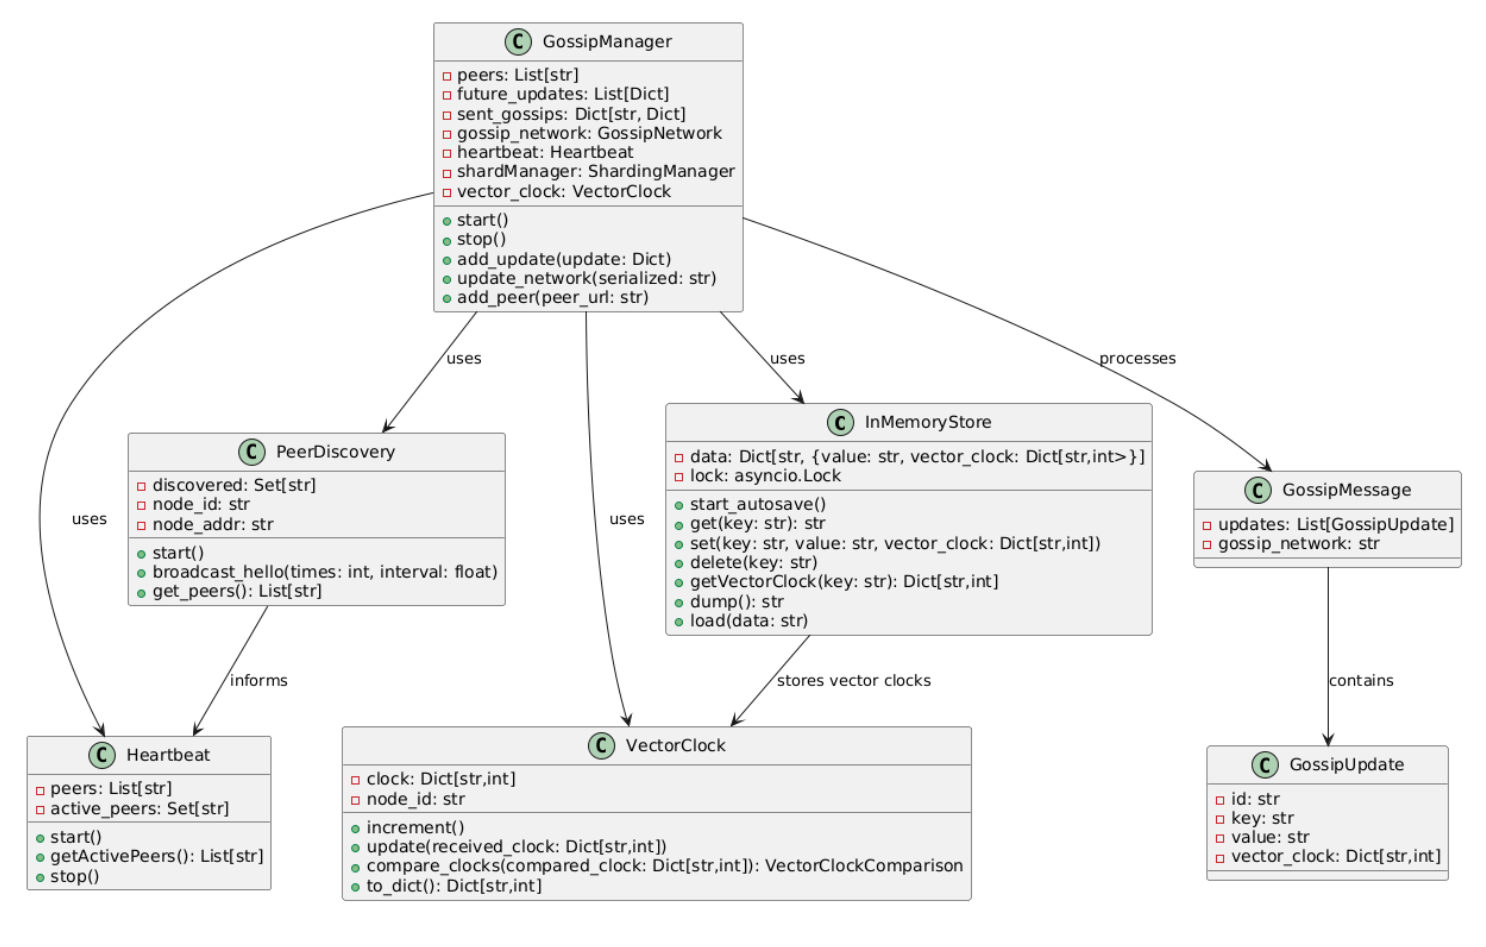 C GossipManager
peers: List[str]
future_updates: List[Dict]
sent_gossips: Dict[str, Dict]
gossip_network: GossipNetwork
heartbeat: Heartbeat
shardManager: ShardingManager
vector_clock: VectorClock
start()
stop()
add_update(update: Dict)
update_network(serialized: str)
add_peer(peer_url: str)
uses
uses
processes
C PeerDiscovery
discovered: Set[str]
node_id: str
node_addr: str
start()
broadcast_hello(times: int, interval: float)
get_peers(): List[str]
C InMemoryStore
data: Dict[str, {value: str, vector_clock: Dict[str,int>}]
lock: asyncio.Lock
start_autosave()
get(key: str): str
set(key: str, value: str, vector_clock: Dict[str,int])
delete(key: str)
getVectorClock(key: str): Dict[str,int]
dump(): str
load(data: str)
C GossipMessage
updates: List[GossipUpdate]
gossip_network: str
uses
uses
informs
stores vector clocks
contains
C Heartbeat
peers: List[str]
active_peers: Set[str]
start()
getActivePeers(): List[str]
stop()
C VectorClock
clock: Dict[str,int]
node_id: str
increment()
update(received_clock: Dict[str,int])
compare_clocks(compared_clock: Dict[str,int]): VectorClockComparison
to_dict(): Dict[str,int]
C GossipUpdate
id: str
key: str
value: str
vector_clock: Dict[str,int]